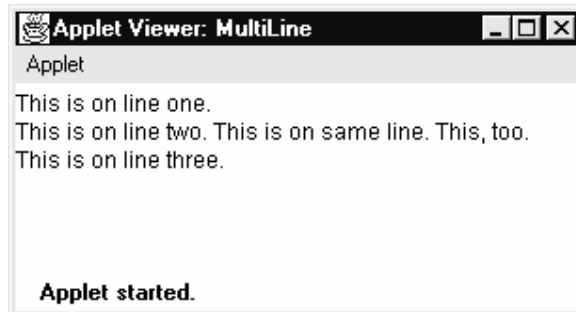 Applet Viewer: MultiLine
Applet
This is on line one.
This is on line two. This is on same line. This, too.
This is on line three.
Applet started.